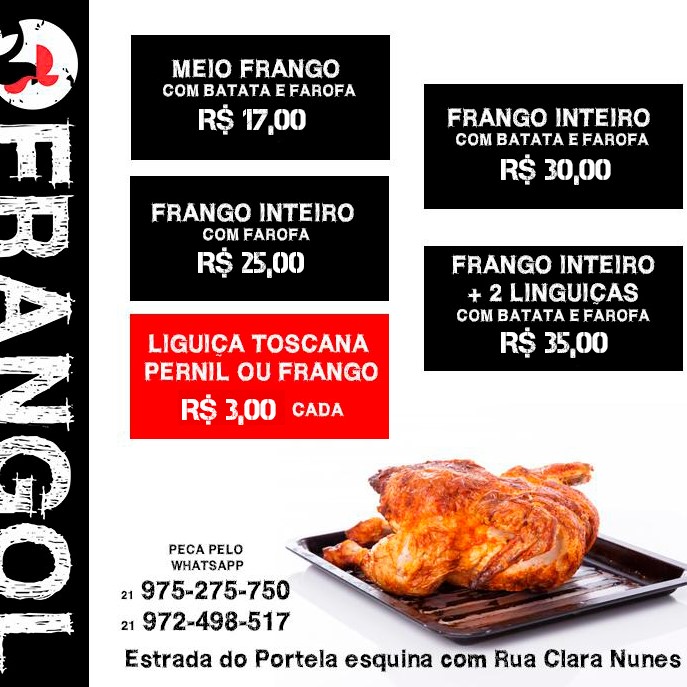 FRANGOL
MEIO FRANGO
COM BATATA E FAROFA
R$ 17,00
FRANGO INTEIRO
COM FAROFA
R$ 25,00
LIGUIÇA TOSCANA
PERNIL OU FRANGO
R$ 3,00 CADA
FRANGO INTEIRO
COM BATATA E FAROFA
R$ 30,00
FRANGO INTEIRO
+ 2 LINGUIÇAS
COM BATATA E FAROFA
R$ 35,00
PECA PELO
WHATSAPP
21 975-275-750
21 972-498-517
Estrada do Portela esquina com Rua Clara Nunes